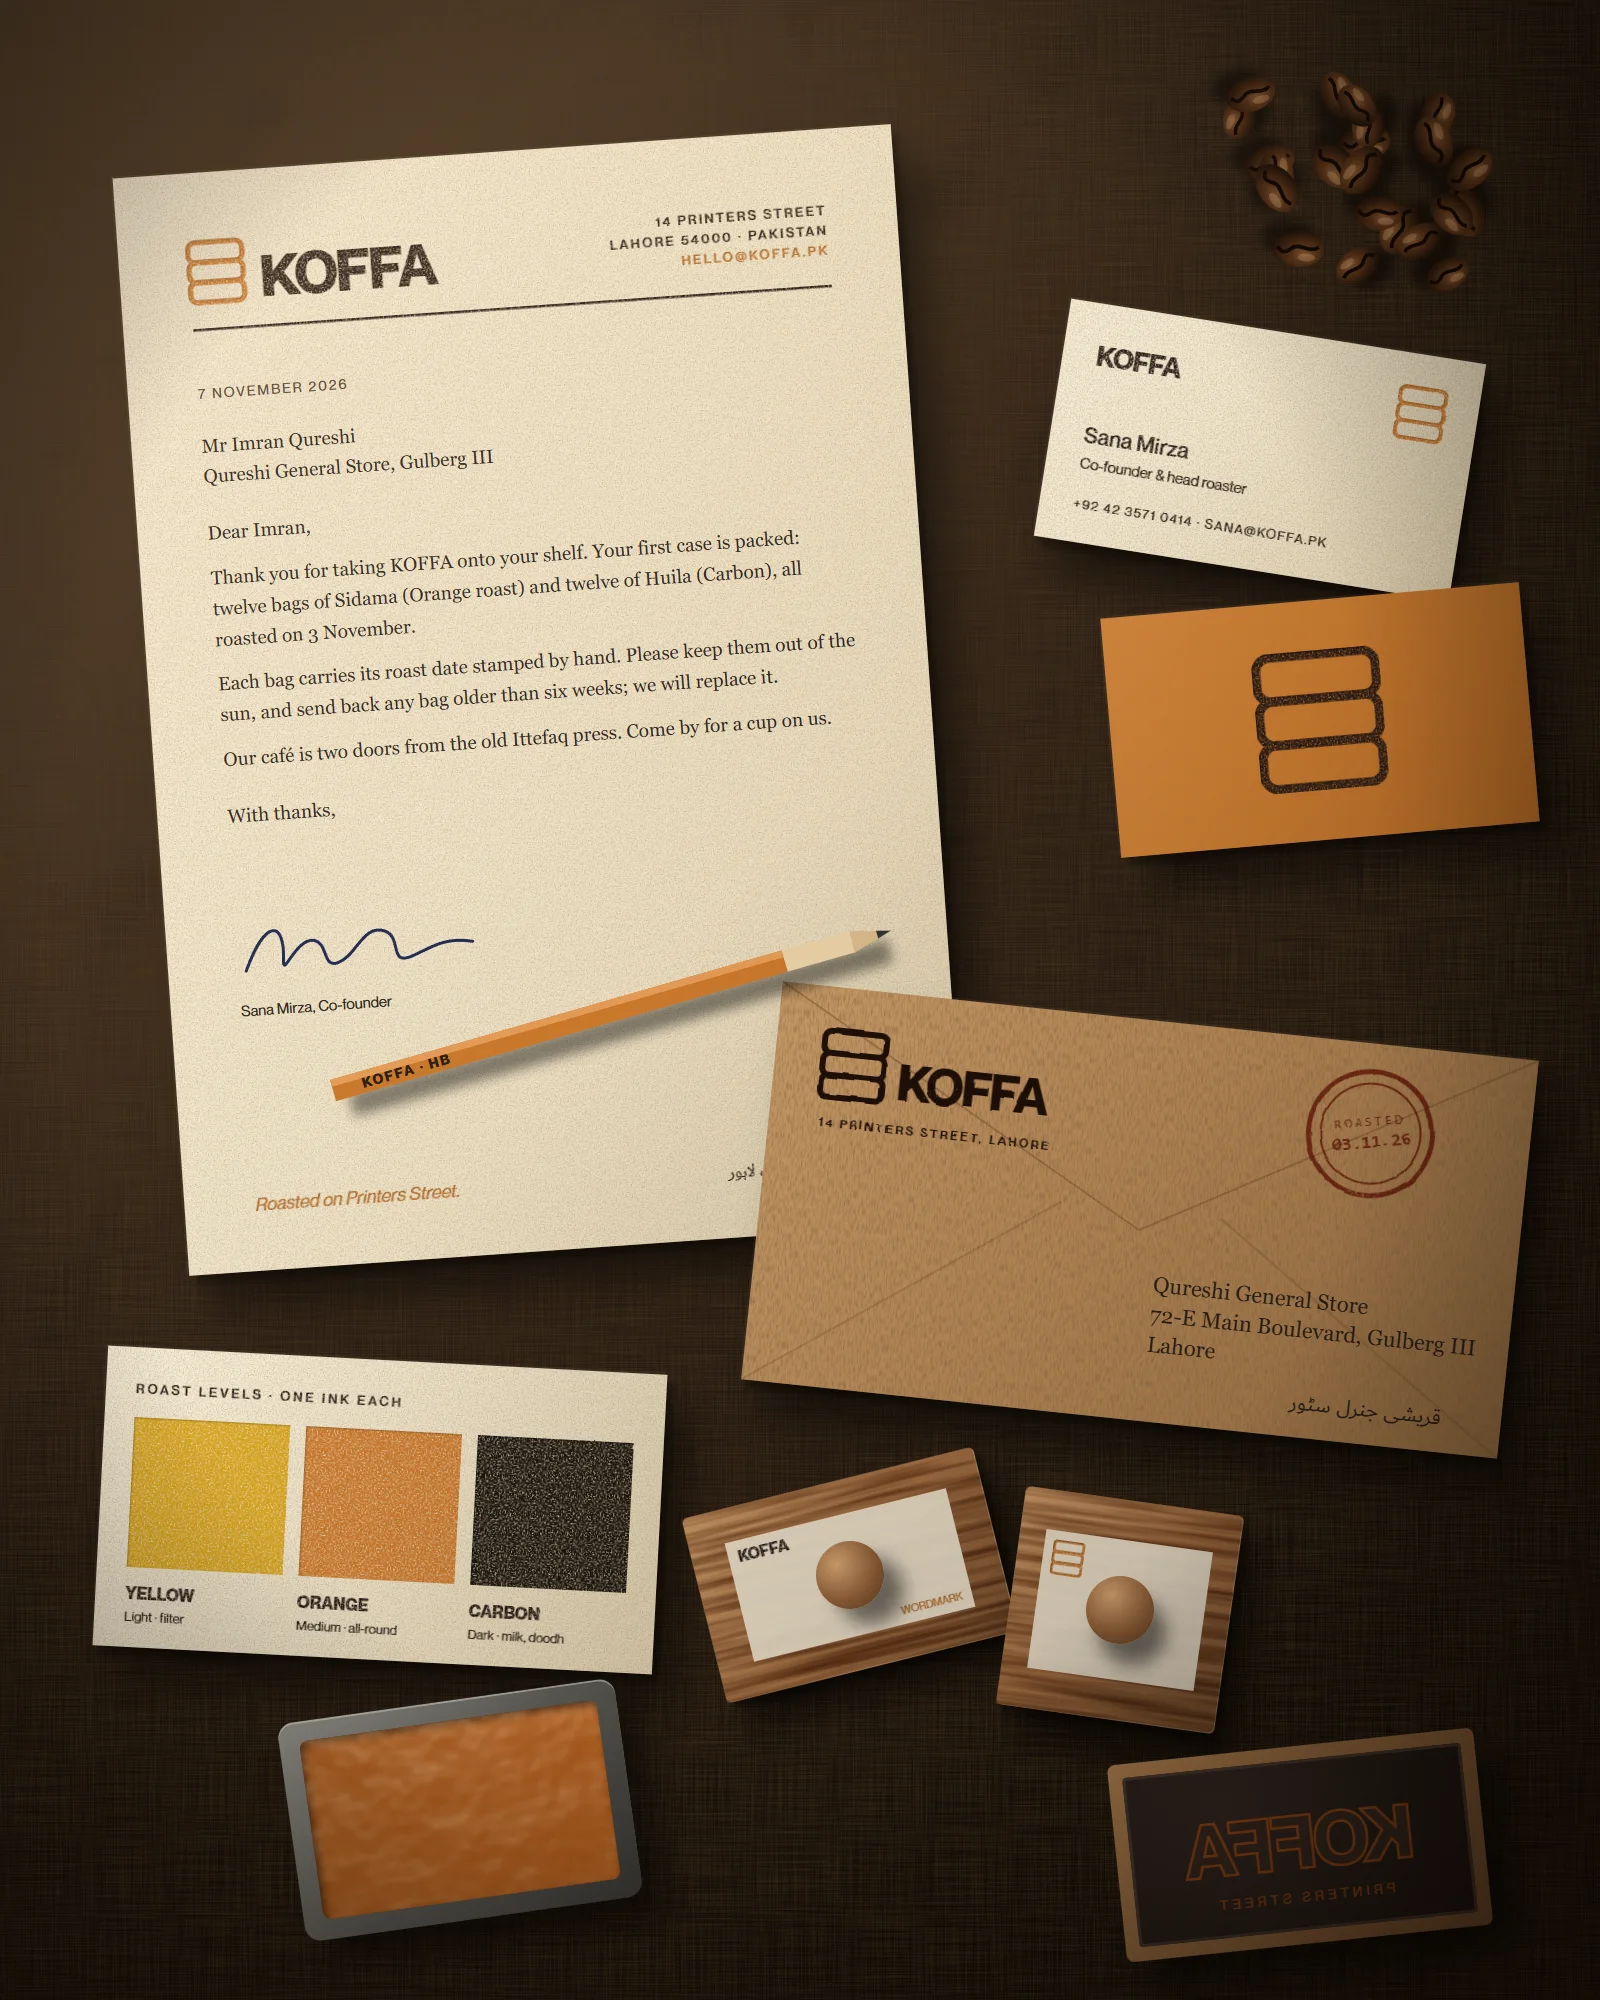 KOFFA
14 PRINTERS STREET
LAHORE 54000 · PAKISTAN
HELLO@KOFFA.PK
7 NOVEMBER 2026
Mr Imran Qureshi
Qureshi General Store, Gulberg III
Dear Imran,
Thank you for taking KOFFA onto your shelf. Your first case is packed:
twelve bags of Sidama (Orange roast) and twelve of Huila (Carbon), all
roasted on 3 November.
Each bag carries its roast date stamped by hand. Please keep them out of the
sun, and send back any bag older than six weeks; we will replace it.
Our café is two doors from the old Ittefaq press. Come by for a cup on us.
With thanks,
Sana Mirza, Co-founder
KOFFA · HB
Roasted on Printers Street.
لاہور
KOFFA
Sana Mirza
Co-founder & head roaster
+92 42 3571 0414 · SANA@KOFFA.PK
KOFFA
14 PRINTERS STREET, LAHORE
ROASTED
03.11.26
Qureshi General Store
72-E Main Boulevard, Gulberg III
Lahore
قریشی جنرل سٹور
ROAST LEVELS · ONE INK EACH
YELLOW
Light · filter
ORANGE
Medium · all-round
CARBON
Dark · milk, doodh
KOFFA
WORDMARK
KOFFA
PRINTERS STREET